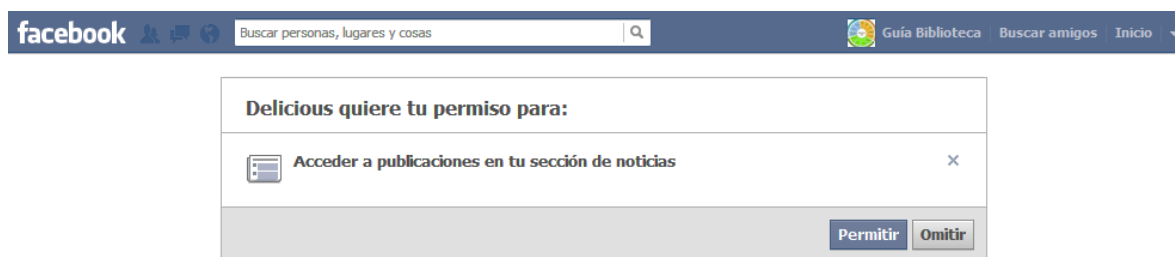 facebook Buscar personas, lugares y cosas Guía Biblioteca Buscar amigos Inicio
Delicious quiere tu permiso para:
Acceder a publicaciones en tu sección de noticias
Permitir Omitir